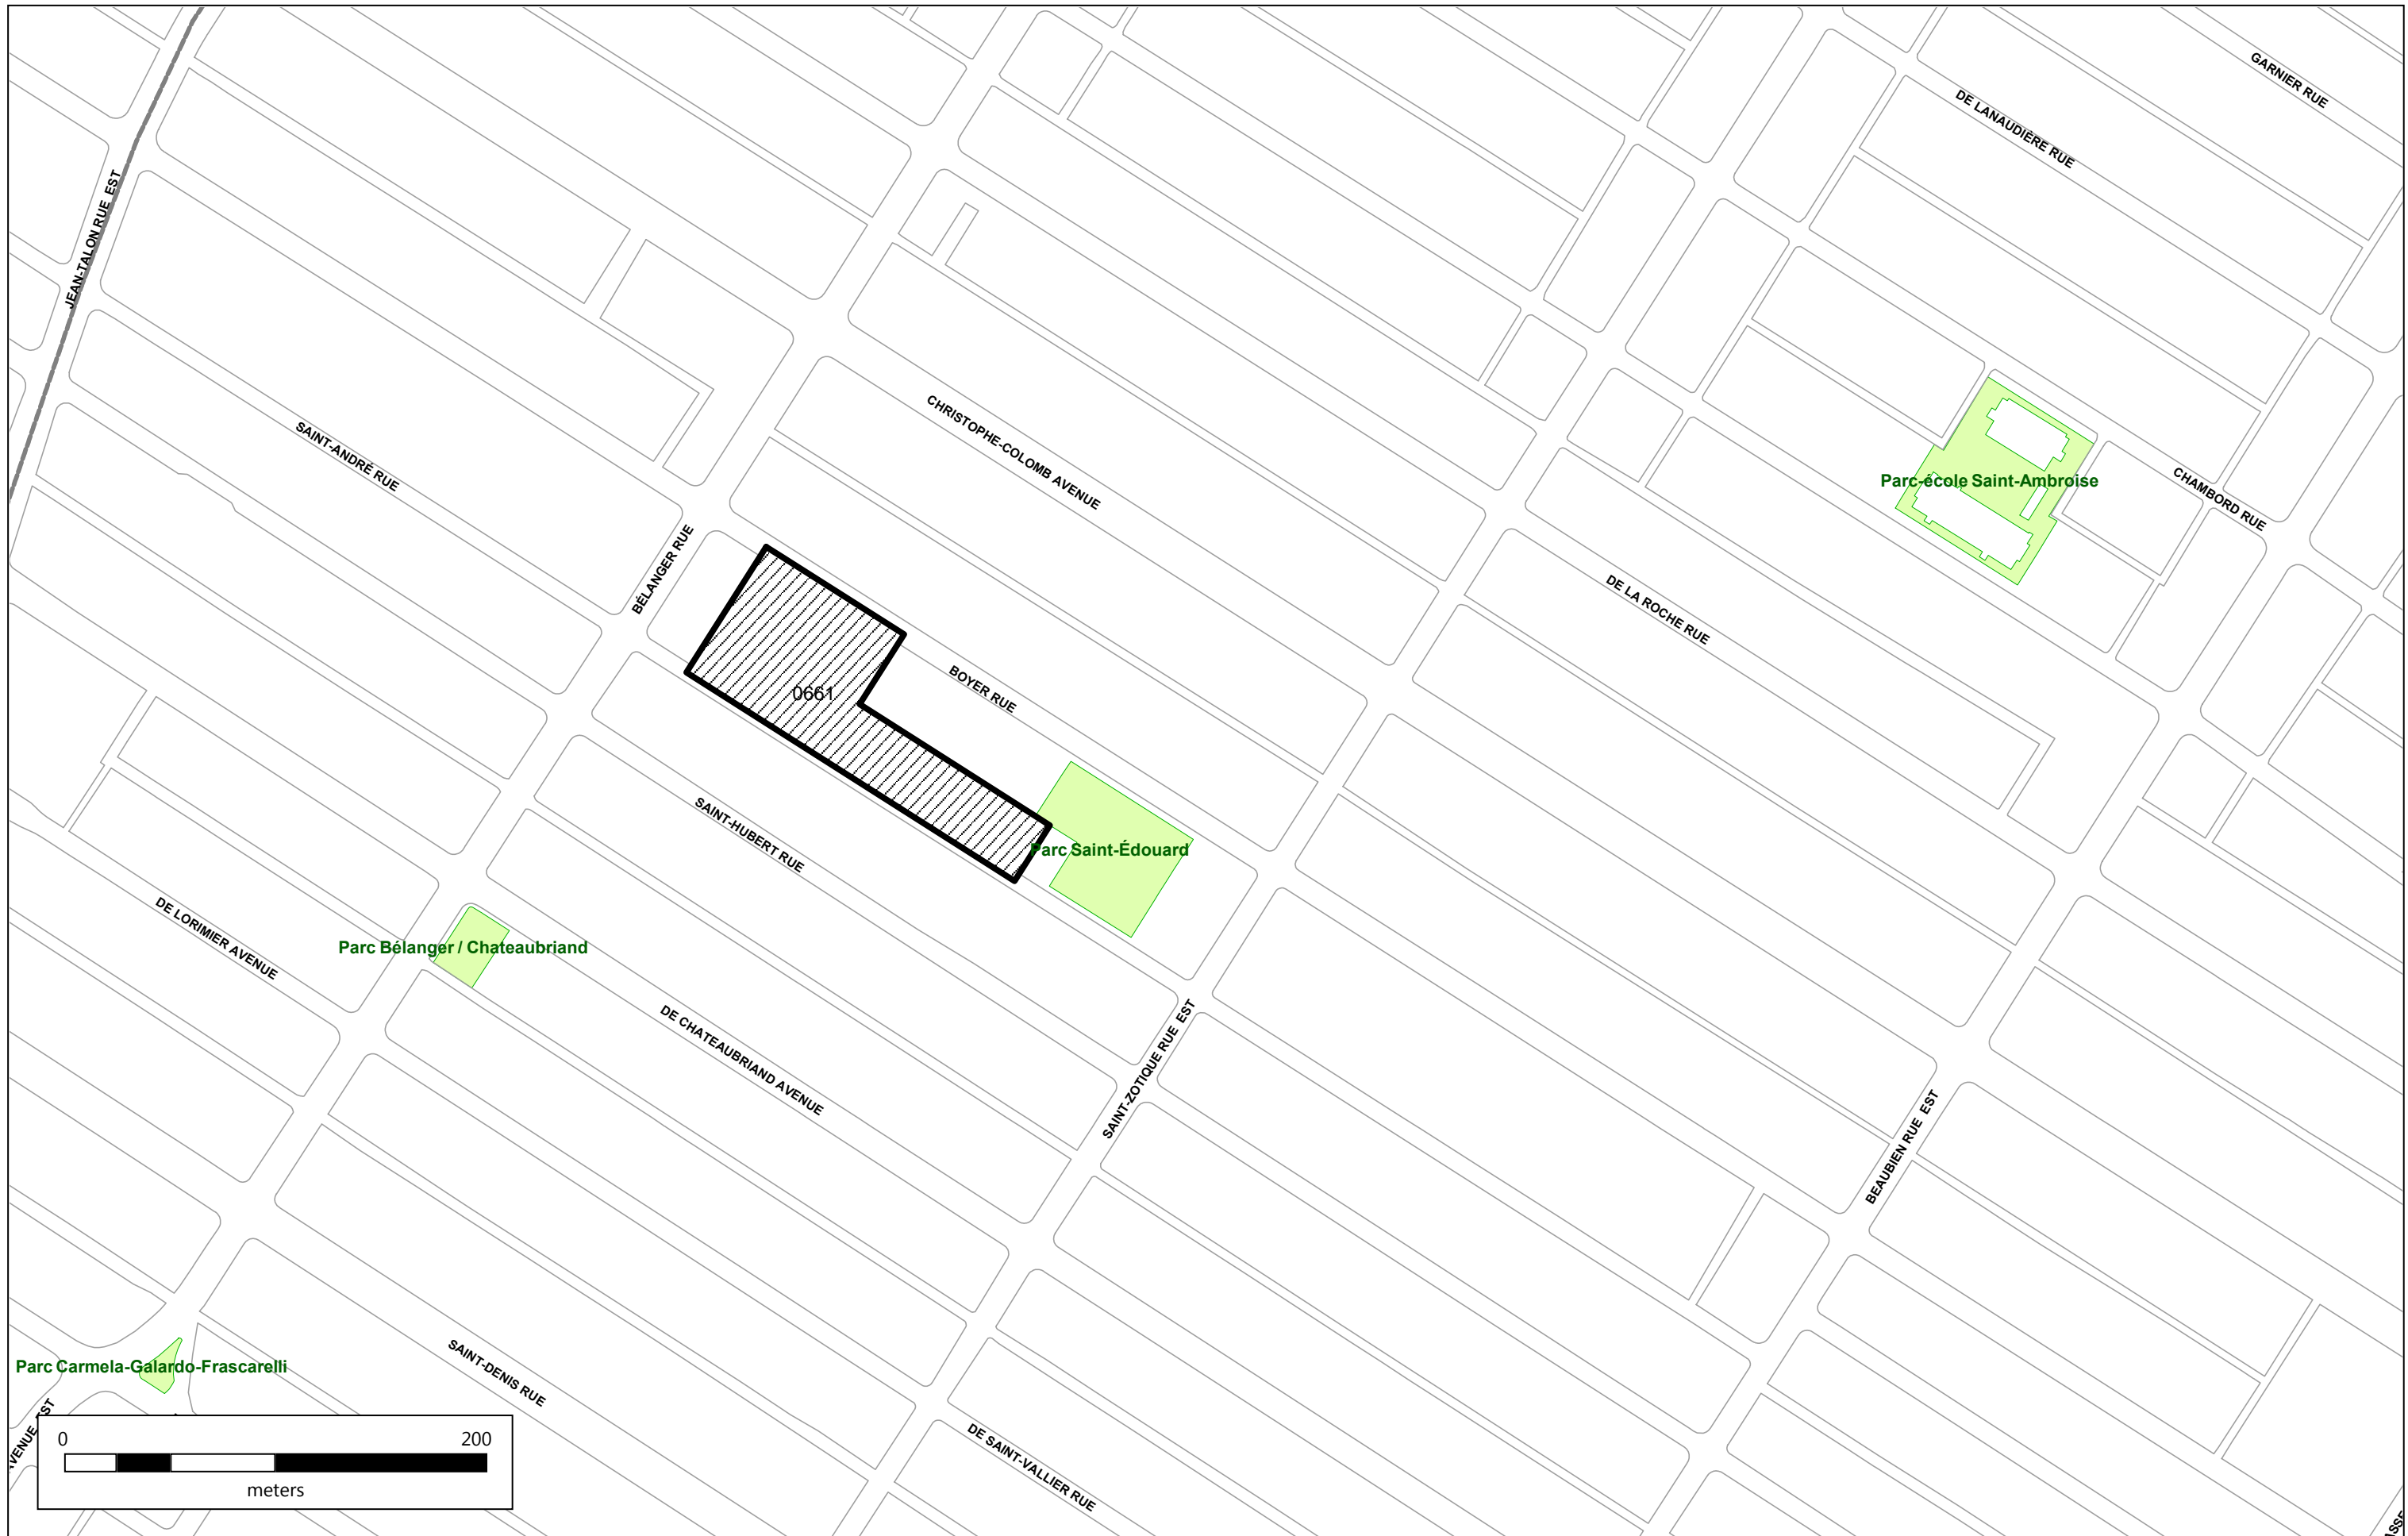 GARNIER RUE
DE LANAUDIÈRE RUE
JEAN-TALON RUE EST
SAINT-ANDRÉ RUE
CHRISTOPHE-COLOMB AVENUE
Parc-école Saint-Ambroise
CHAMBORD RUE
BÉLANGER RUE
DE LA ROCHE RUE
0661
BOYER RUE
SAINT-HUBERT RUE
Parc Saint-Édouard
DE LORIMIER AVENUE
Parc Bélanger / Chateaubriand
DE CHATEAUBRIAND AVENUE
SAINT-ZOTIQUE RUE EST
BEAUBIEN RUE EST
Parc Carmela-Galardo-Frascarelli
SAINT-DENIS RUE
AVENUE EST
DE SAINT-VALLIER RUE
0 200
meters